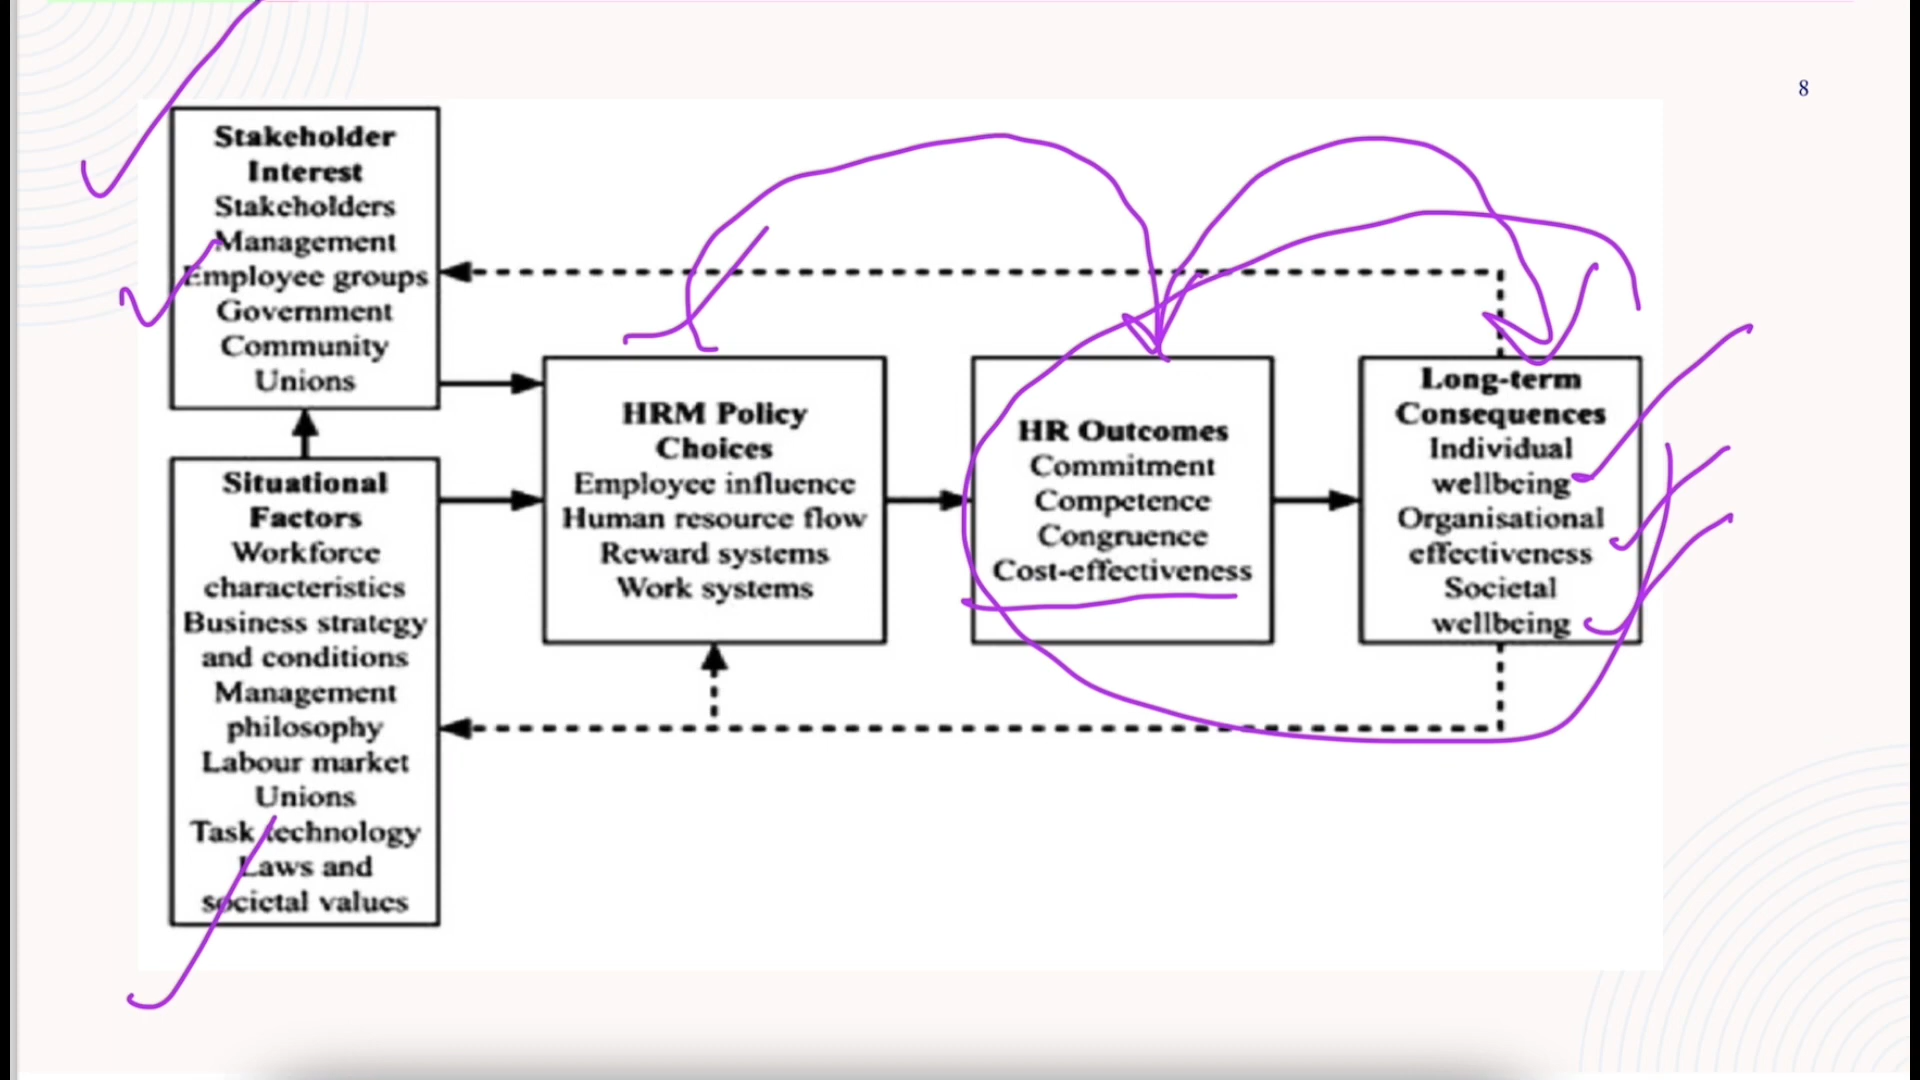 8
Stakeholder
Interest
Stakeholders
Management
Employee groups
Government
Community
Unions
Situational
Factors
Workforce
characteristics
Business strategy
and conditions
Management
philosophy
Labour market
Unions
Task technology
Laws and
societal values
HRM Policy
Choices
Employee influence
Human resource flow
Reward systems
Work systems
HR Outcomes
Commitment
Competence
Congruence
Cost-effectiveness
Long-term
Consequences
Individual
wellbeing
Organisational
effectiveness
Societal
wellbeing